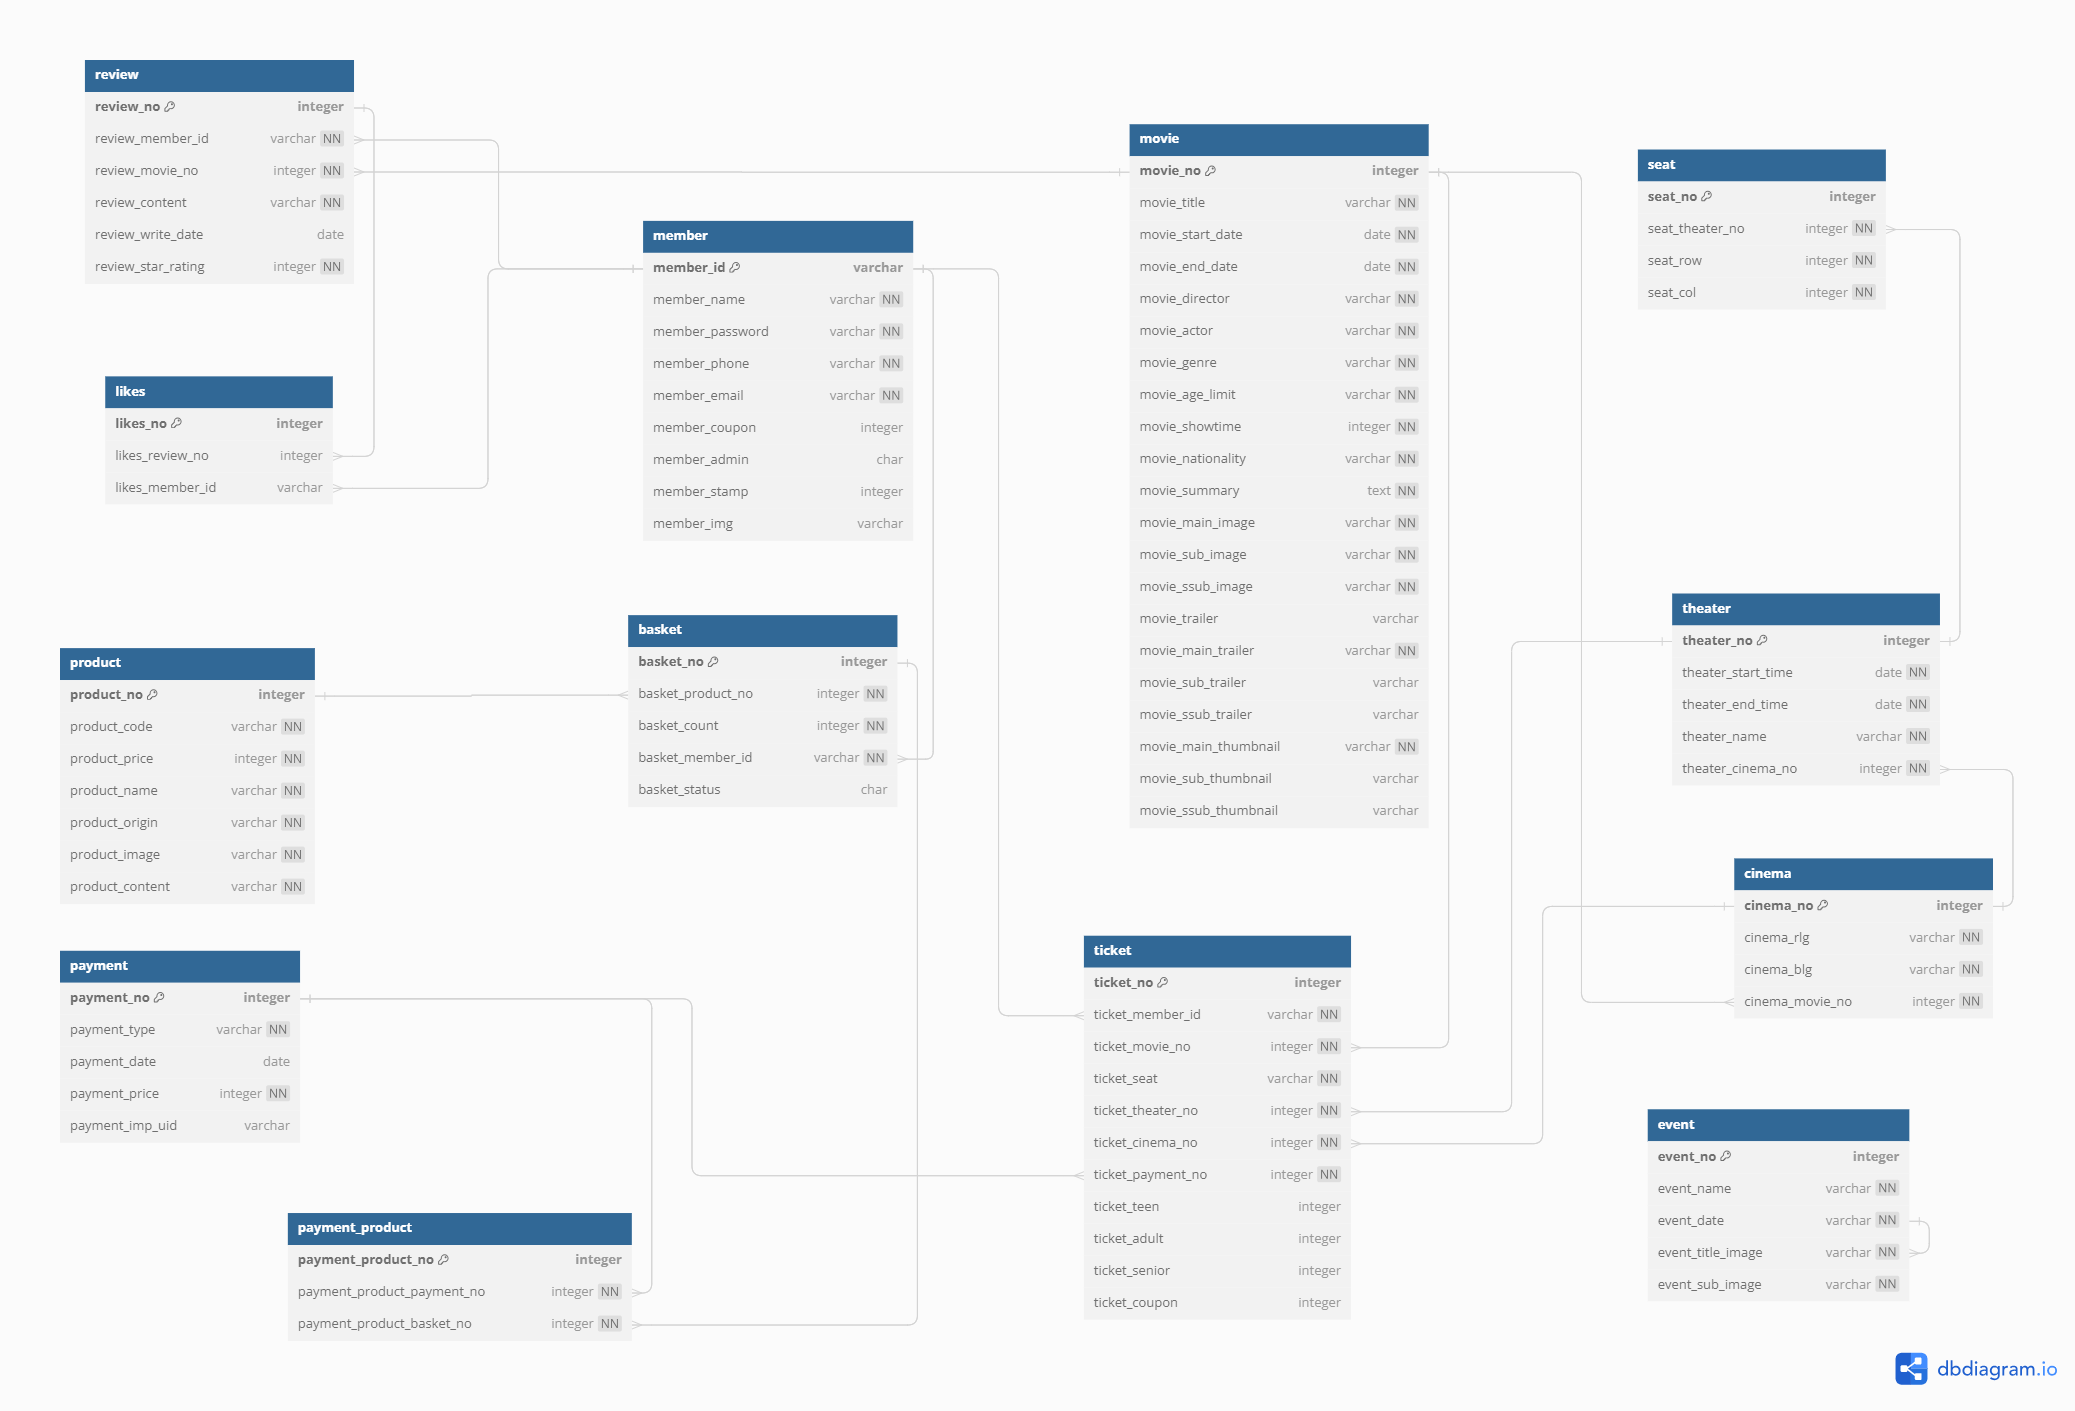 review
review_no integer
review_member_id varchar NN
review_movie_no integer NN
review_content varchar NN
review_write_date date
review_star_rating integer NN
likes
likes_no integer
likes_review_no integer
likes_member_id varchar
member
member_id varchar
member_name varchar NN
member_password varchar NN
member_phone varchar NN
member_email varchar NN
member_coupon integer
member_admin char
member_stamp integer
member_img varchar
movie
movie_no integer
movie_title varchar NN
movie_start_date date NN
movie_end_date date NN
movie_director varchar NN
movie_actor varchar NN
movie_genre varchar NN
movie_age_limit varchar NN
movie_showtime integer NN
movie_nationality varchar NN
movie_summary text NN
movie_main_image varchar NN
movie_sub_image varchar NN
movie_ssub_image varchar NN
movie_trailer varchar
movie_main_trailer varchar NN
movie_sub_trailer varchar
movie_ssub_trailer varchar
movie_main_thumbnail varchar NN
movie_sub_thumbnail varchar
movie_ssub_thumbnail varchar
seat
seat_no integer
seat_theater_no integer NN
seat_row integer NN
seat_col integer NN
theater
theater_no integer
theater_start_time date NN
theater_end_time date NN
theater_name varchar NN
theater_cinema_no integer NN
product
product_no integer
product_code varchar NN
product_price integer NN
product_name varchar NN
product_origin varchar NN
product_image varchar NN
product_content varchar NN
basket
basket_no integer
basket_product_no integer NN
basket_count integer NN
basket_member_id varchar NN
basket_status char
cinema
cinema_no integer
cinema_rlg varchar NN
cinema_blg varchar NN
cinema_movie_no integer NN
payment
payment_no integer
payment_type varchar NN
payment_date date
payment_price integer NN
payment_imp_uid varchar
ticket
ticket_no integer
ticket_member_id varchar NN
ticket_movie_no integer NN
ticket_seat varchar NN
ticket_theater_no integer NN
ticket_cinema_no integer NN
ticket_payment_no integer NN
ticket_teen integer
ticket_adult integer
ticket_senior integer
ticket_coupon integer
event
event_no integer
event_name varchar NN
event_date varchar NN
event_title_image varchar NN
event_sub_image varchar NN
payment_product
payment_product_no integer
payment_product_payment_no integer NN
payment_product_basket_no integer NN
dbdiagram.io